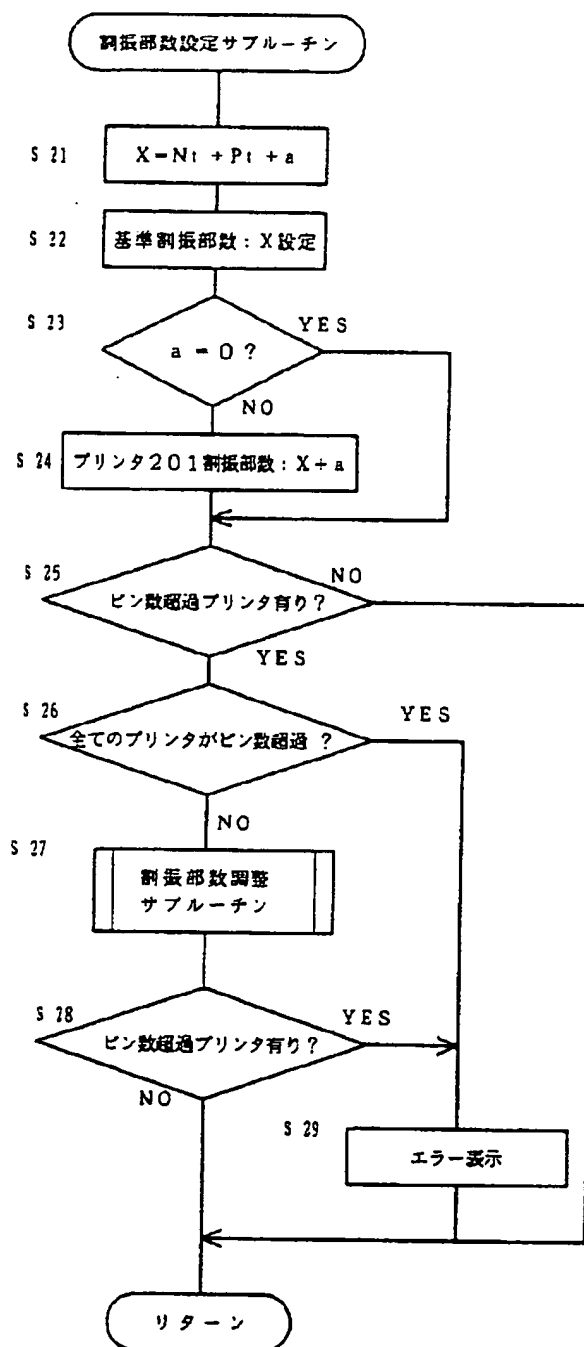 割振部数設定サブルーチン
S 21
X=Nt+Pt+a
S 22
基準割振部数:X設定
S 23
a=0?
YES
NO
S 24
プリンタ201割振部数:X+a
S 25
ビン数超過プリンタ有り?
NO
YES
S 26
全てのプリンタがビン数超過?
YES
NO
S 27
割振部数調整
サブルーチン
S 28
ビン数超過プリンタ有り?
YES
NO
S 29
エラー表示
リターン